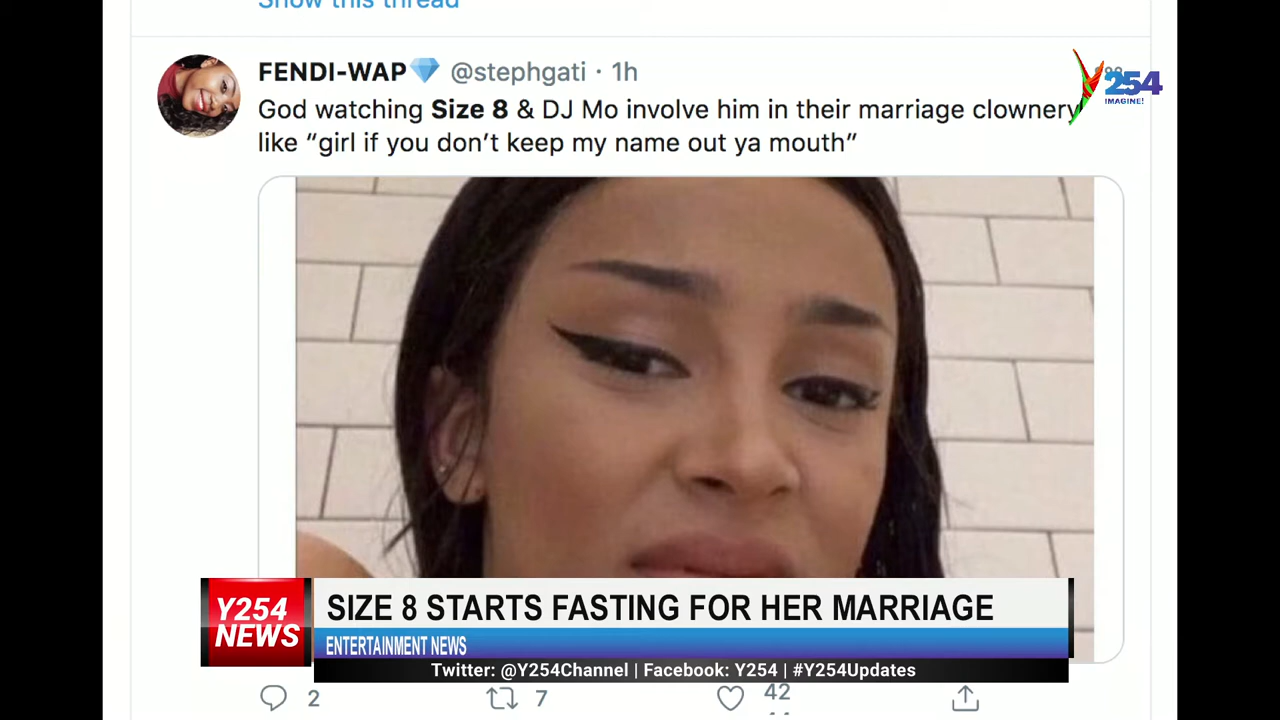 Show this thread
FENDI-WAP💎 @stephgati · 1h
God watching Size 8 & DJ Mo involve him in their marriage clownery
like “girl if you don’t keep my name out ya mouth”
Y254
IMAGINE!
Y254
NEWS
SIZE 8 STARTS FASTING FOR HER MARRIAGE
ENTERTAINMENT NEWS
Twitter: @Y254Channel | Facebook: Y254 | #Y254Updates
2
7
42